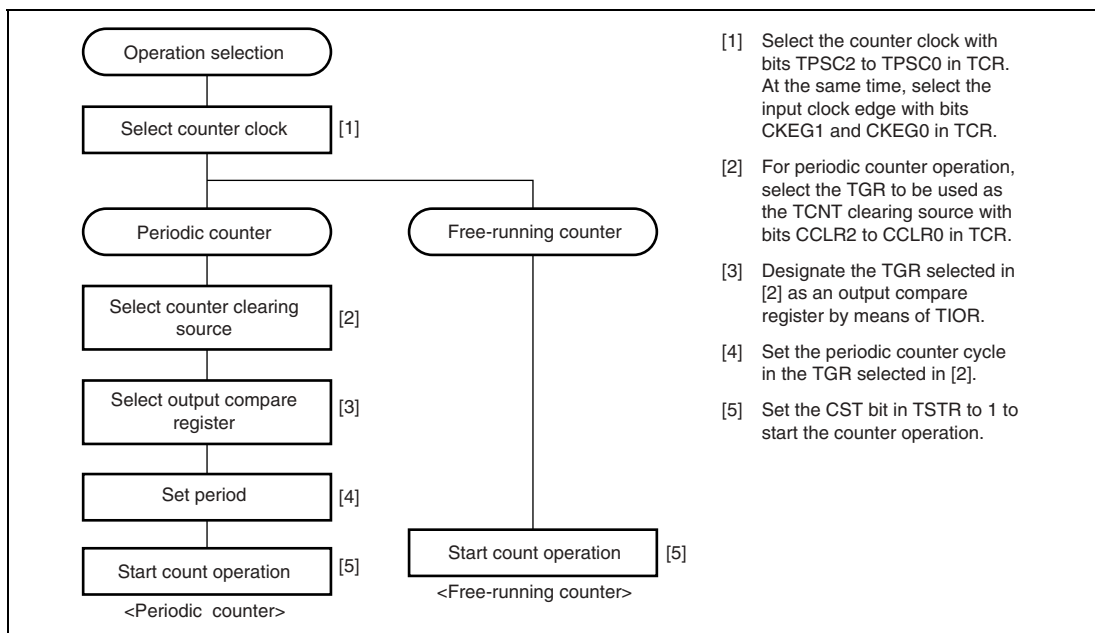 Operation selection
Select counter clock
[1]
Periodic counter
Free-running counter
Select counter clearing
source
[2]
Select output compare
register
[3]
Set period
[4]
Start count operation
[5]
<Periodic counter>
Start count operation
[5]
<Free-running counter>
[1] Select the counter clock with
bits TPSC2 to TPSC0 in TCR.
At the same time, select the
input clock edge with bits
CKEG1 and CKEG0 in TCR.
[2] For periodic counter operation,
select the TGR to be used as
the TCNT clearing source with
bits CCLR2 to CCLR0 in TCR.
[3] Designate the TGR selected in
[2] as an output compare
register by means of TIOR.
[4] Set the periodic counter cycle
in the TGR selected in [2].
[5] Set the CST bit in TSTR to 1 to
start the counter operation.